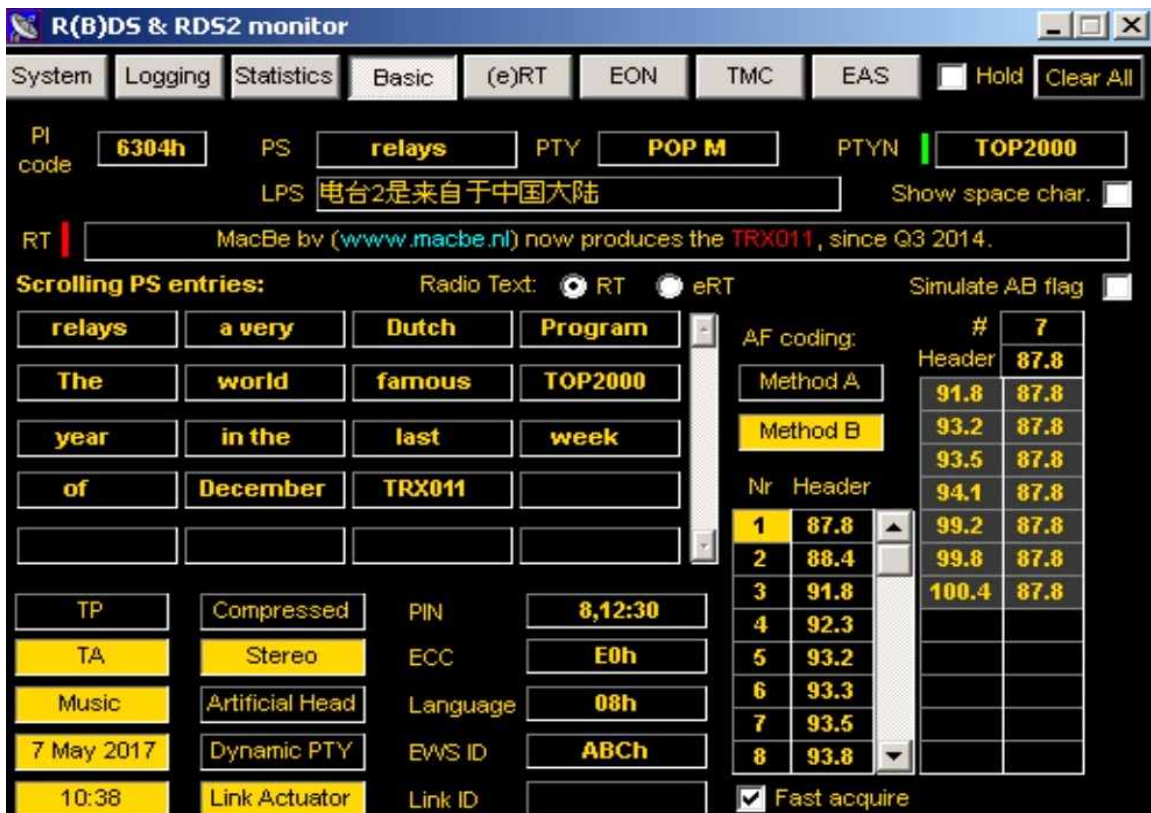 R(B)DS & RDS2 monitor
System Logging Statistics Basic (e)RT EON TMC EAS Hold Clear All
PI code 6304h PS relays PTY POP M PTYN TOP2000
LPS 电台2是来自于中国大陆 Show space char.
RT MacBe bv (wwww.macbe.nl) now produces the TRX011, since Q3 2014.
Scrolling PS entries: Radio Text: RT eRT Simulate AB flag
relays a very Dutch Program
The world famous TOP2000
year in the last week
of December TRX011
AF coding:
Method A
Method B
Nr Header
1 87.8
2 88.4
3 91.8
4 92.3
5 93.2
6 93.3
7 93.5
8 93.8
Fast acquire
# 7
Header 87.8
91.8 87.8
93.2 87.8
93.5 87.8
94.1 87.8
99.2 87.8
99.8 87.8
100.4 87.8
TP Compressed PIN 8,12:30
TA Stereo ECC E0h
Music Artificial Head Language 08h
7 May 2017 Dynamic PTY EWS ID ABCh
10:38 Link Actuator Link ID